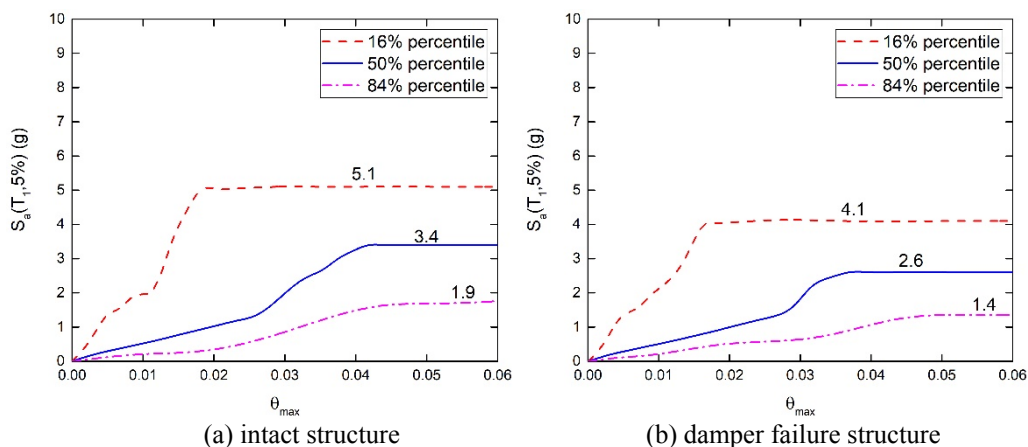 10
9
8
7
6
5
4
3
2
1
0
Sa(T1,5%) (g)
16% percentile
50% percentile
84% percentile
5.1
3.4
1.9
0.00 0.01 0.02 0.03 0.04 0.05 0.06
θmax
(a) intact structure
10
9
8
7
6
5
4
3
2
1
0
Sa(T1,5%) (g)
16% percentile
50% percentile
84% percentile
4.1
2.6
1.4
0.00 0.01 0.02 0.03 0.04 0.05 0.06
θmax
(b) damper failure structure